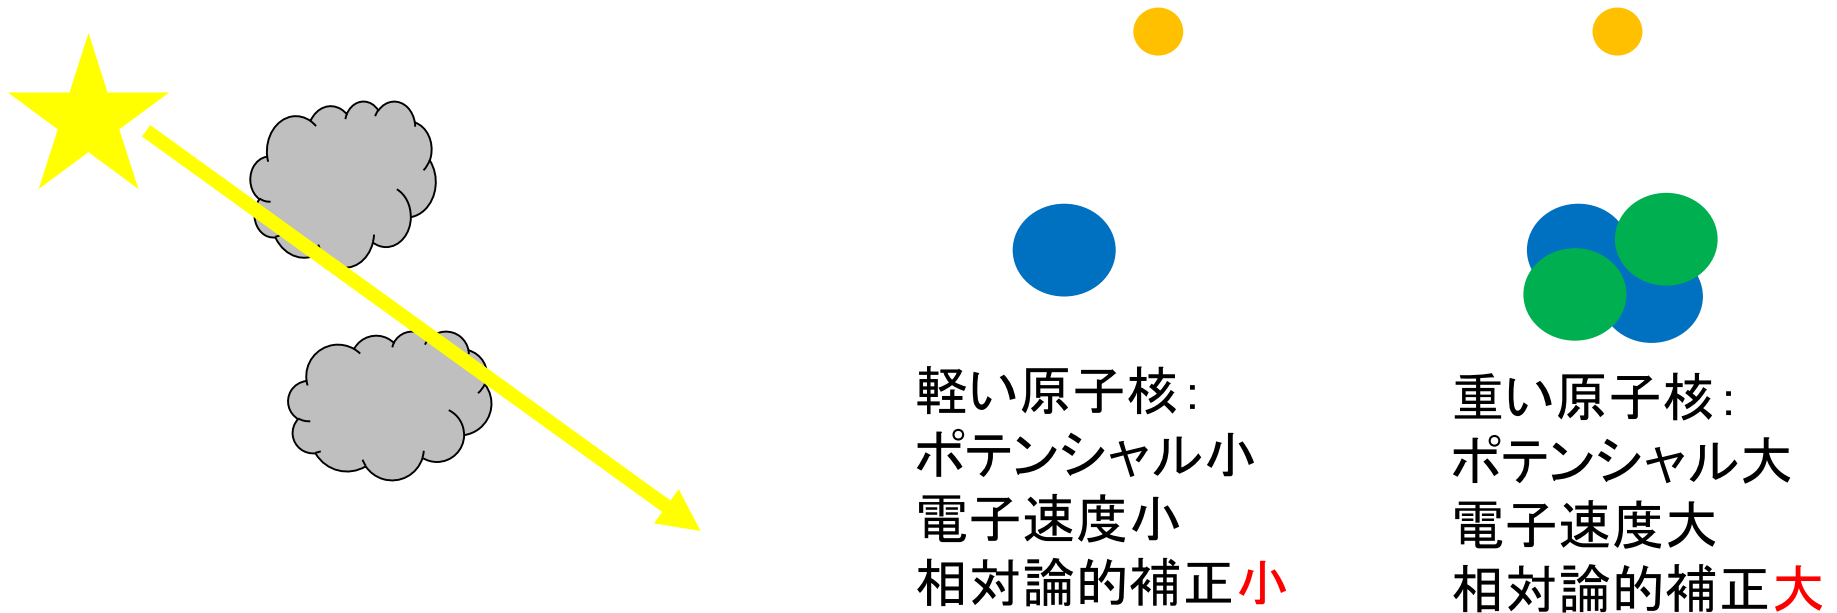 軽い原子核：
ポテンシャル小
電子速度小
相対論的補正小
重い原子核：
ポテンシャル大
電子速度大
相対論的補正大